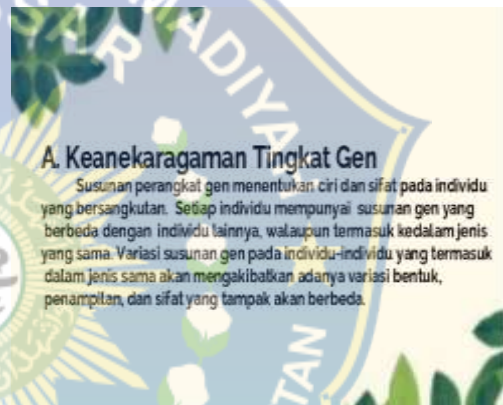 A. Keanekaragaman Tingkat Gen
Susunan perangkat gen menentukan ciri dan sifat pada individu
yang bersangkutan. Setiap individu mempunyai susunan gen yang
berbeda dengan individu lainnya, walaupun termasuk kedalam jenis
yang sama. Variasi susunan gen pada individu-individu yang termasuk
dalam jenis sama akan mengakibatkan adanya variasi bentuk,
penampilan, dan sifat yang tampak akan berbeda.